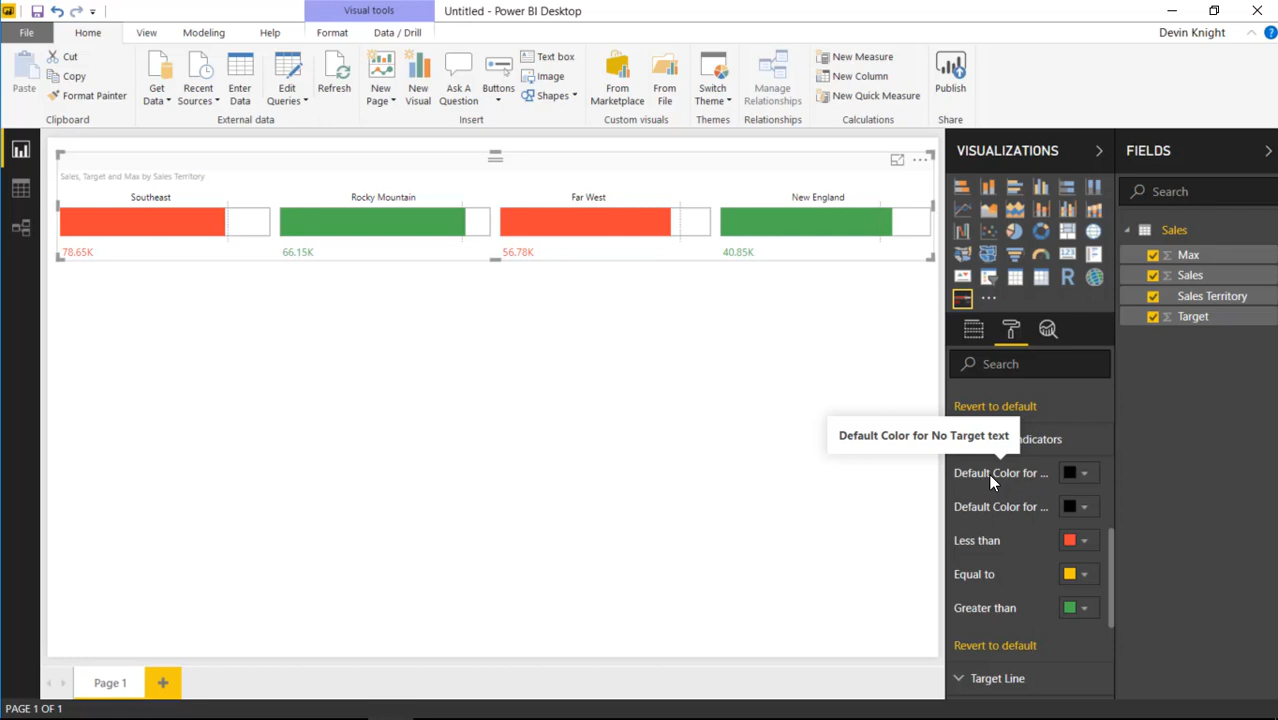 Visual tools
Untitled - Power BI Desktop
File
Home
View
Modeling
Help
Format
Data / Drill
Devin Knight
Paste
Cut
Copy
Format Painter
Clipboard
Get Data
Recent Sources
Enter Data
Edit Queries
Refresh
External data
New Page
New Visual
Ask A Question
Buttons
Text box
Image
Shapes
Insert
From Marketplace
From File
Custom visuals
Switch Theme
Themes
Manage Relationships
Relationships
New Measure
New Column
New Quick Measure
Calculations
Publish
Share
Sales, Target and Max by Sales Territory
Southeast
Rocky Mountain
Far West
New England
78.65K
66.15K
56.78K
40.85K
VISUALIZATIONS
R
Search
Revert to default
Default Color for No Target text
ndicators
Default Color for ...
Default Color for ...
Less than
Equal to
Greater than
Revert to default
Target Line
FIELDS
Search
Sales
Max
Sales
Sales Territory
Target
Page 1
PAGE 1 OF 1